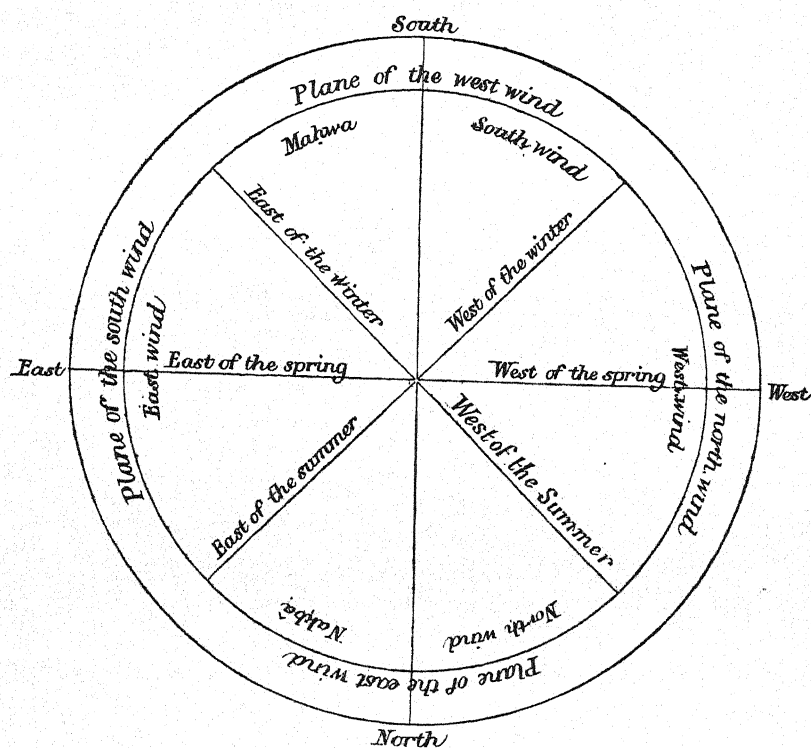 South
Plane of the west wind
Maḥwa
South wind
East of the winter
West of the winter
Plane of the south wind
Plane of the north wind
East
East wind
East of the spring
West of the spring
West wind
West
East of the summer
West of the Summer
Nakbâ
North wind
Plane of the east wind
North